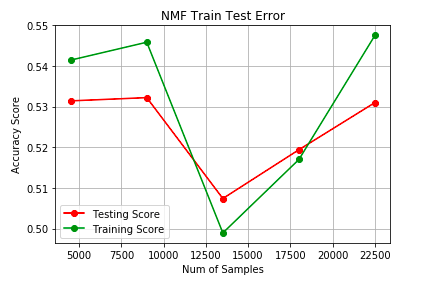 NMF Train Test Error
Accuracy Score
0.55
0.54
0.53
0.52
0.51
0.50
Testing Score
Training Score
5000 7500 10000 12500 15000 17500 20000 22500
Num of Samples